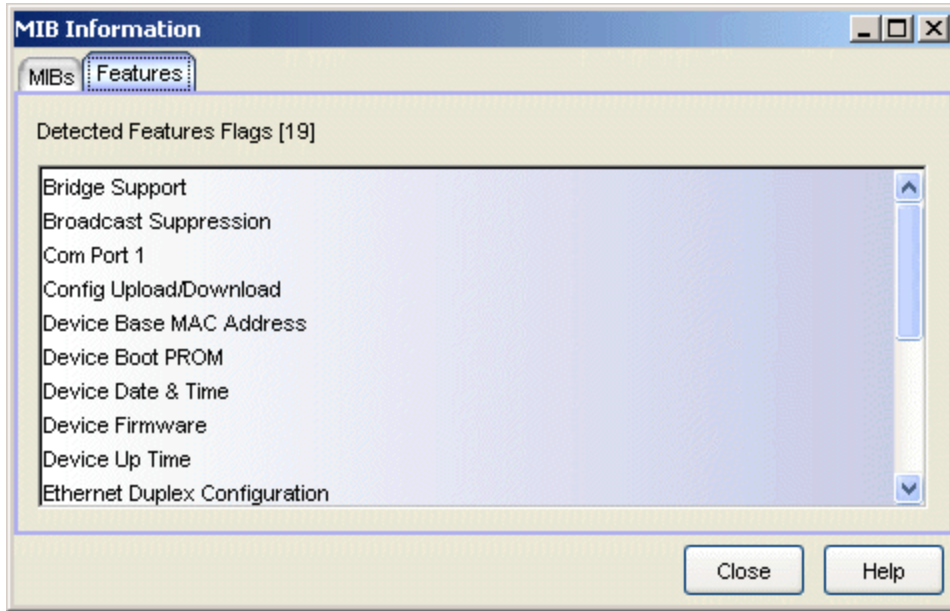 MIB Information
MIBs Features
Detected Features Flags [19]
Bridge Support
Broadcast Suppression
Com Port 1
Config Upload/Download
Device Base MAC Address
Device Boot PROM
Device Date & Time
Device Firmware
Device Up Time
Ethernet Duplex Configuration
Close Help